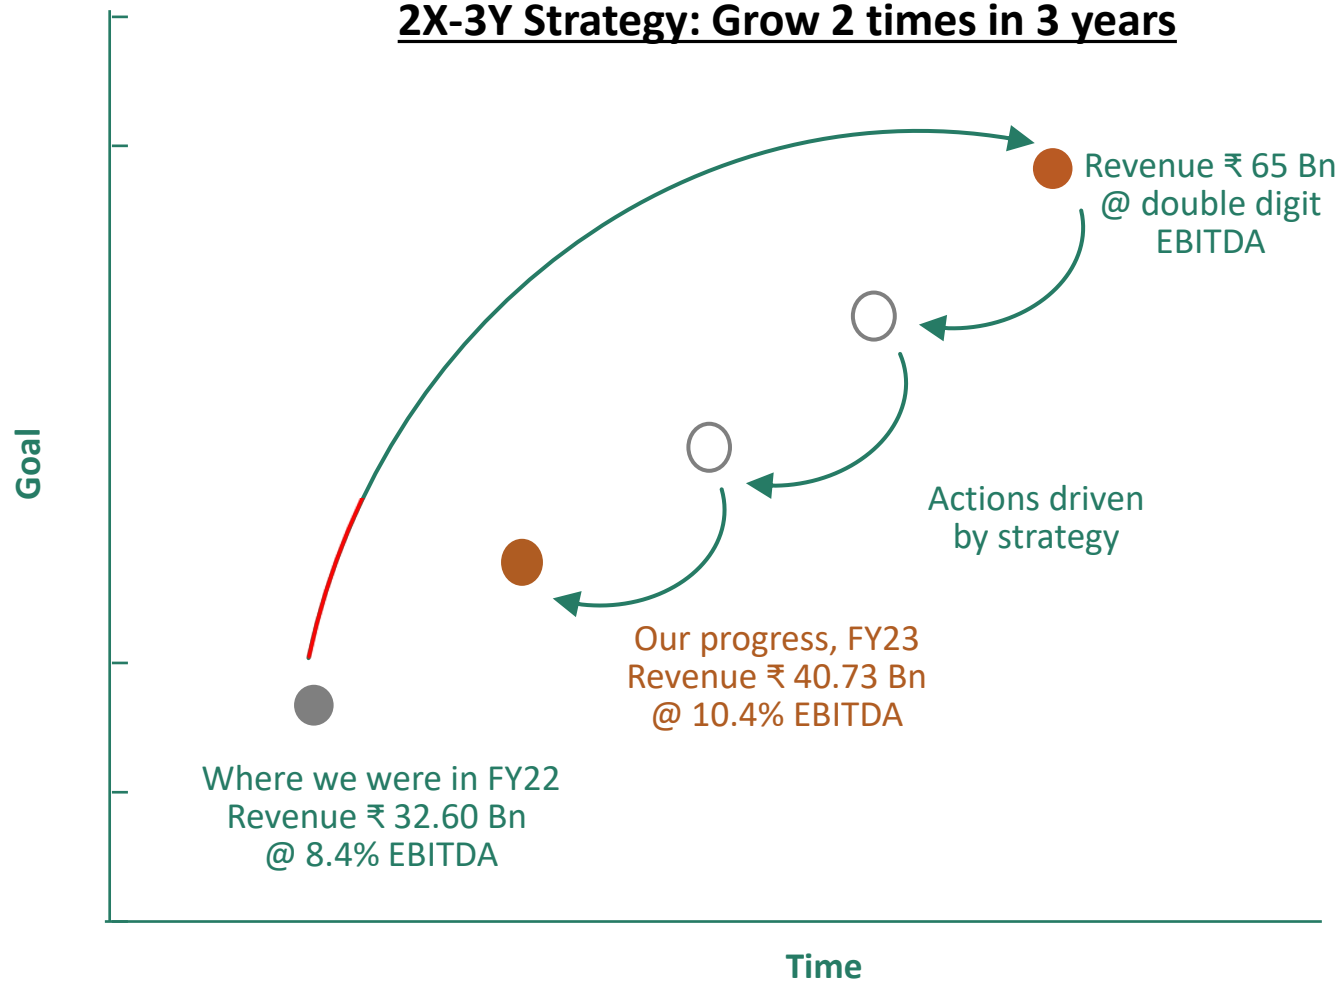 2X-3Y Strategy: Grow 2 times in 3 years
Revenue ₹ 65 Bn
@ double digit
EBITDA
Goal
Actions driven
by strategy
Our progress, FY23
Revenue ₹ 40.73 Bn
@ 10.4% EBITDA
Where we were in FY22
Revenue ₹ 32.60 Bn
@ 8.4% EBITDA
Time